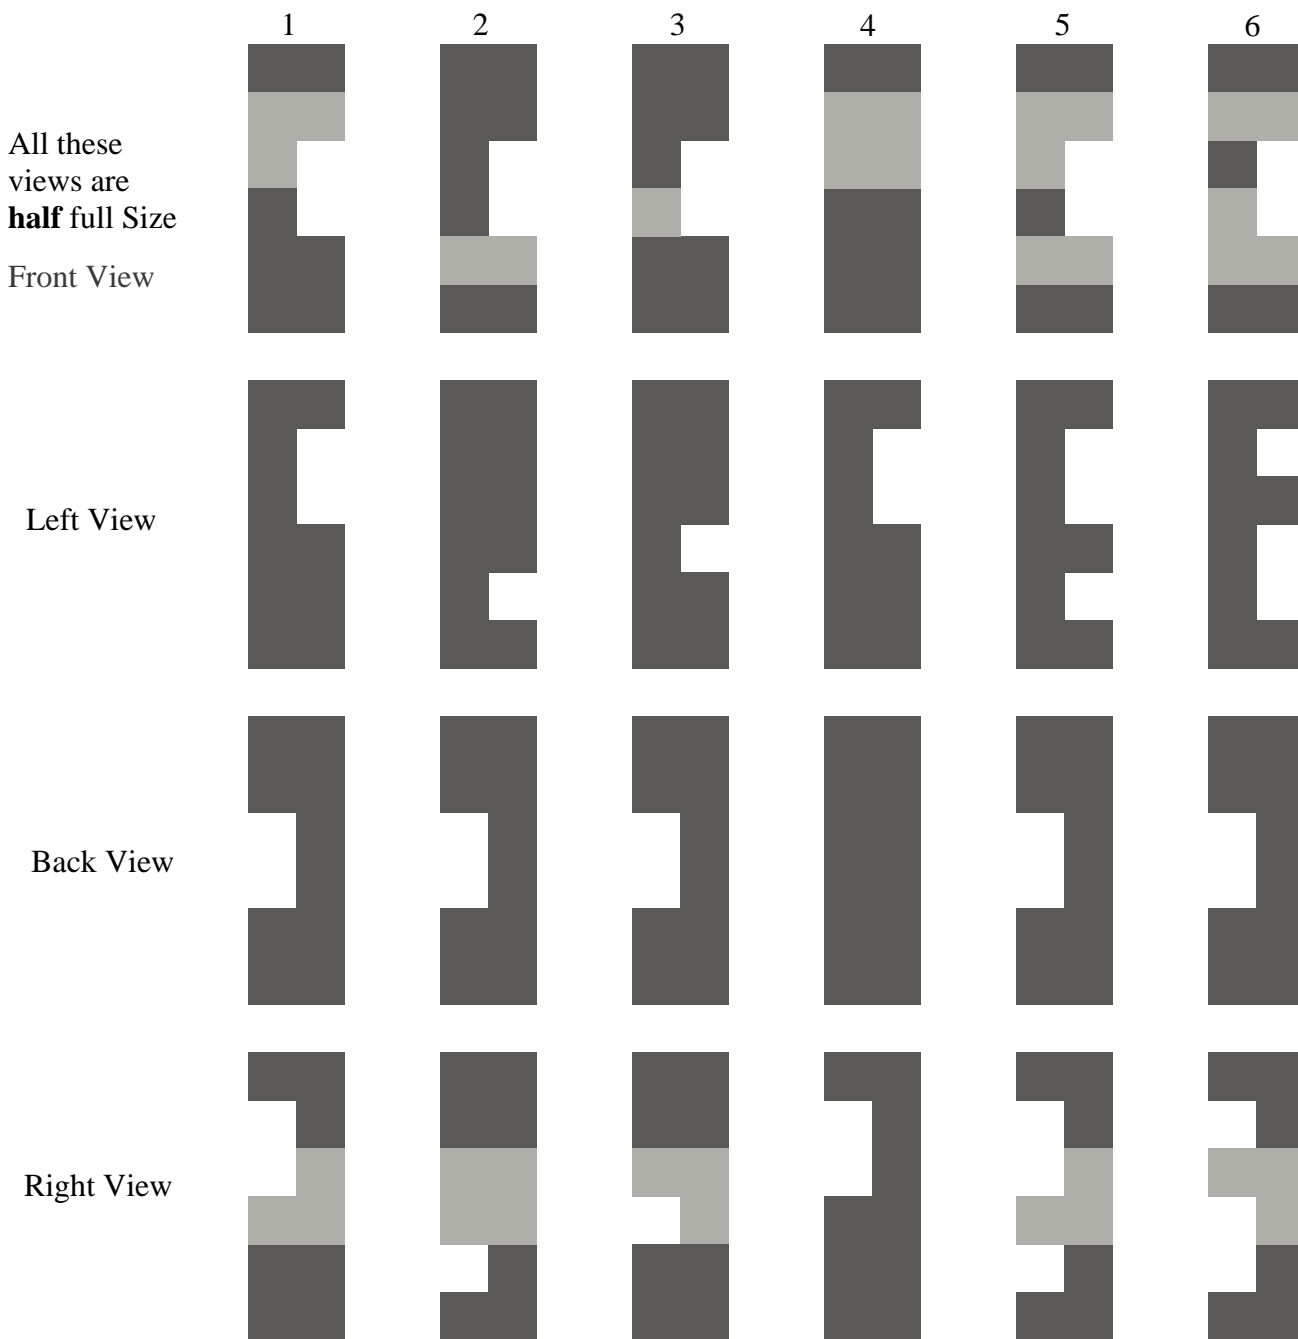 1 2 3 4 5 6
All these
views are
half full Size
Front View
Left View
Back View
Right View